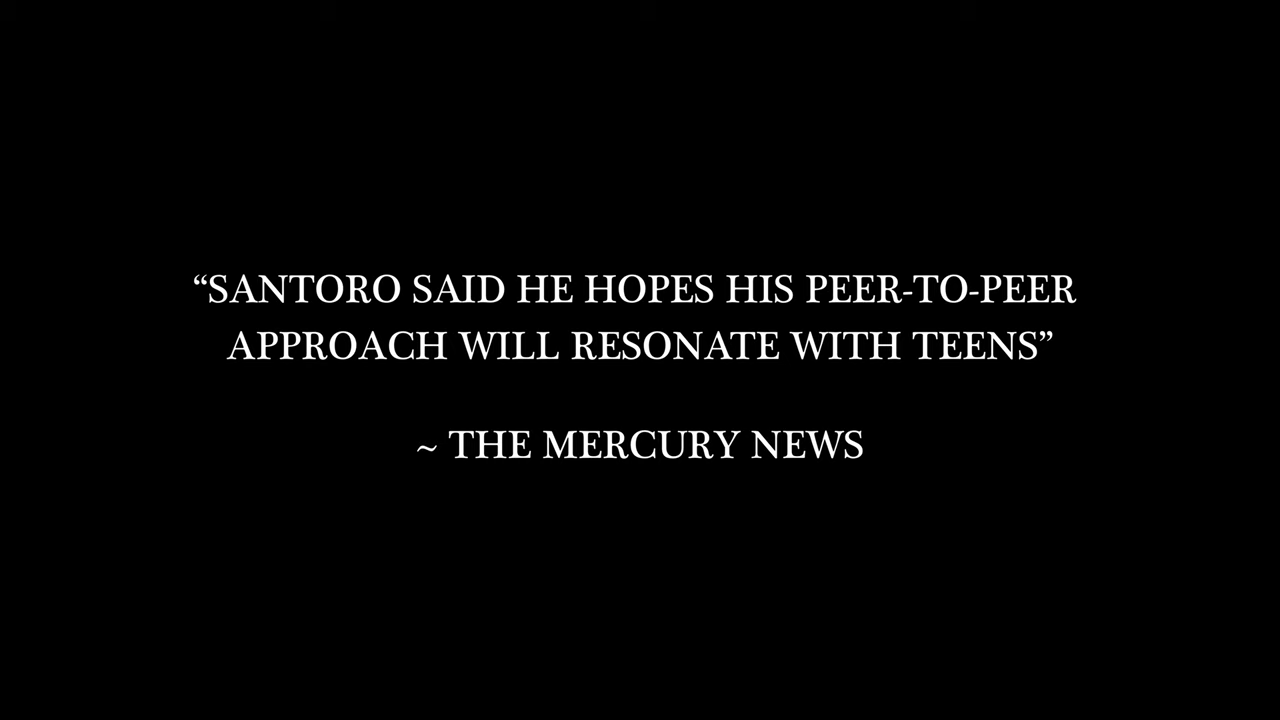 “SANTORO SAID HE HOPES HIS PEER-TO-PEER
APPROACH WILL RESONATE WITH TEENS”
~ THE MERCURY NEWS